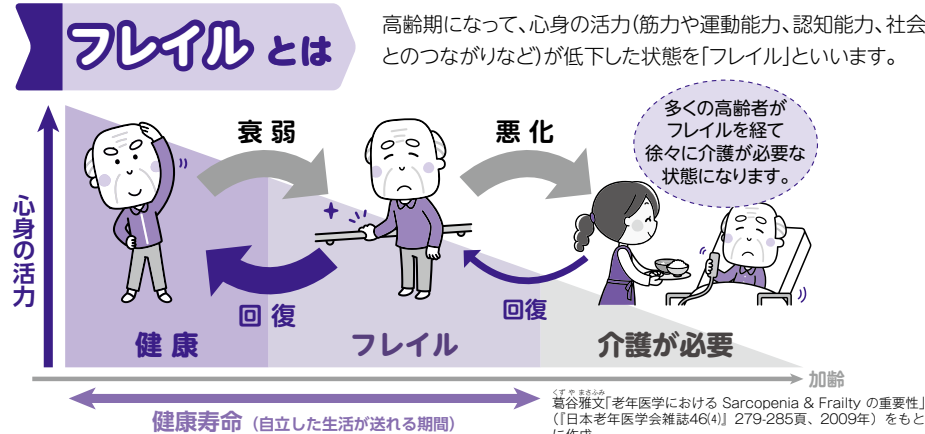 フレイル とは
高齢期になって、心身の活力(筋力や運動能力、認知能力、社会
とのつながりなど)が低下した状態を「フレイル」といいます。
衰弱
悪化
多くの高齢者が
フレイルを経て
徐々に介護が必要な
状態になります。
心身の活力
回復
回復
健康
フレイル
介護が必要
加齢
健康寿命(自立した生活が送れる期間)
くずやまさふみ
葛谷雅文「老年医学における Sarcopenia & Frailty の重要性」
(『日本老年医学会雑誌46(4)』279-285頁、2009年)をもと
に作成